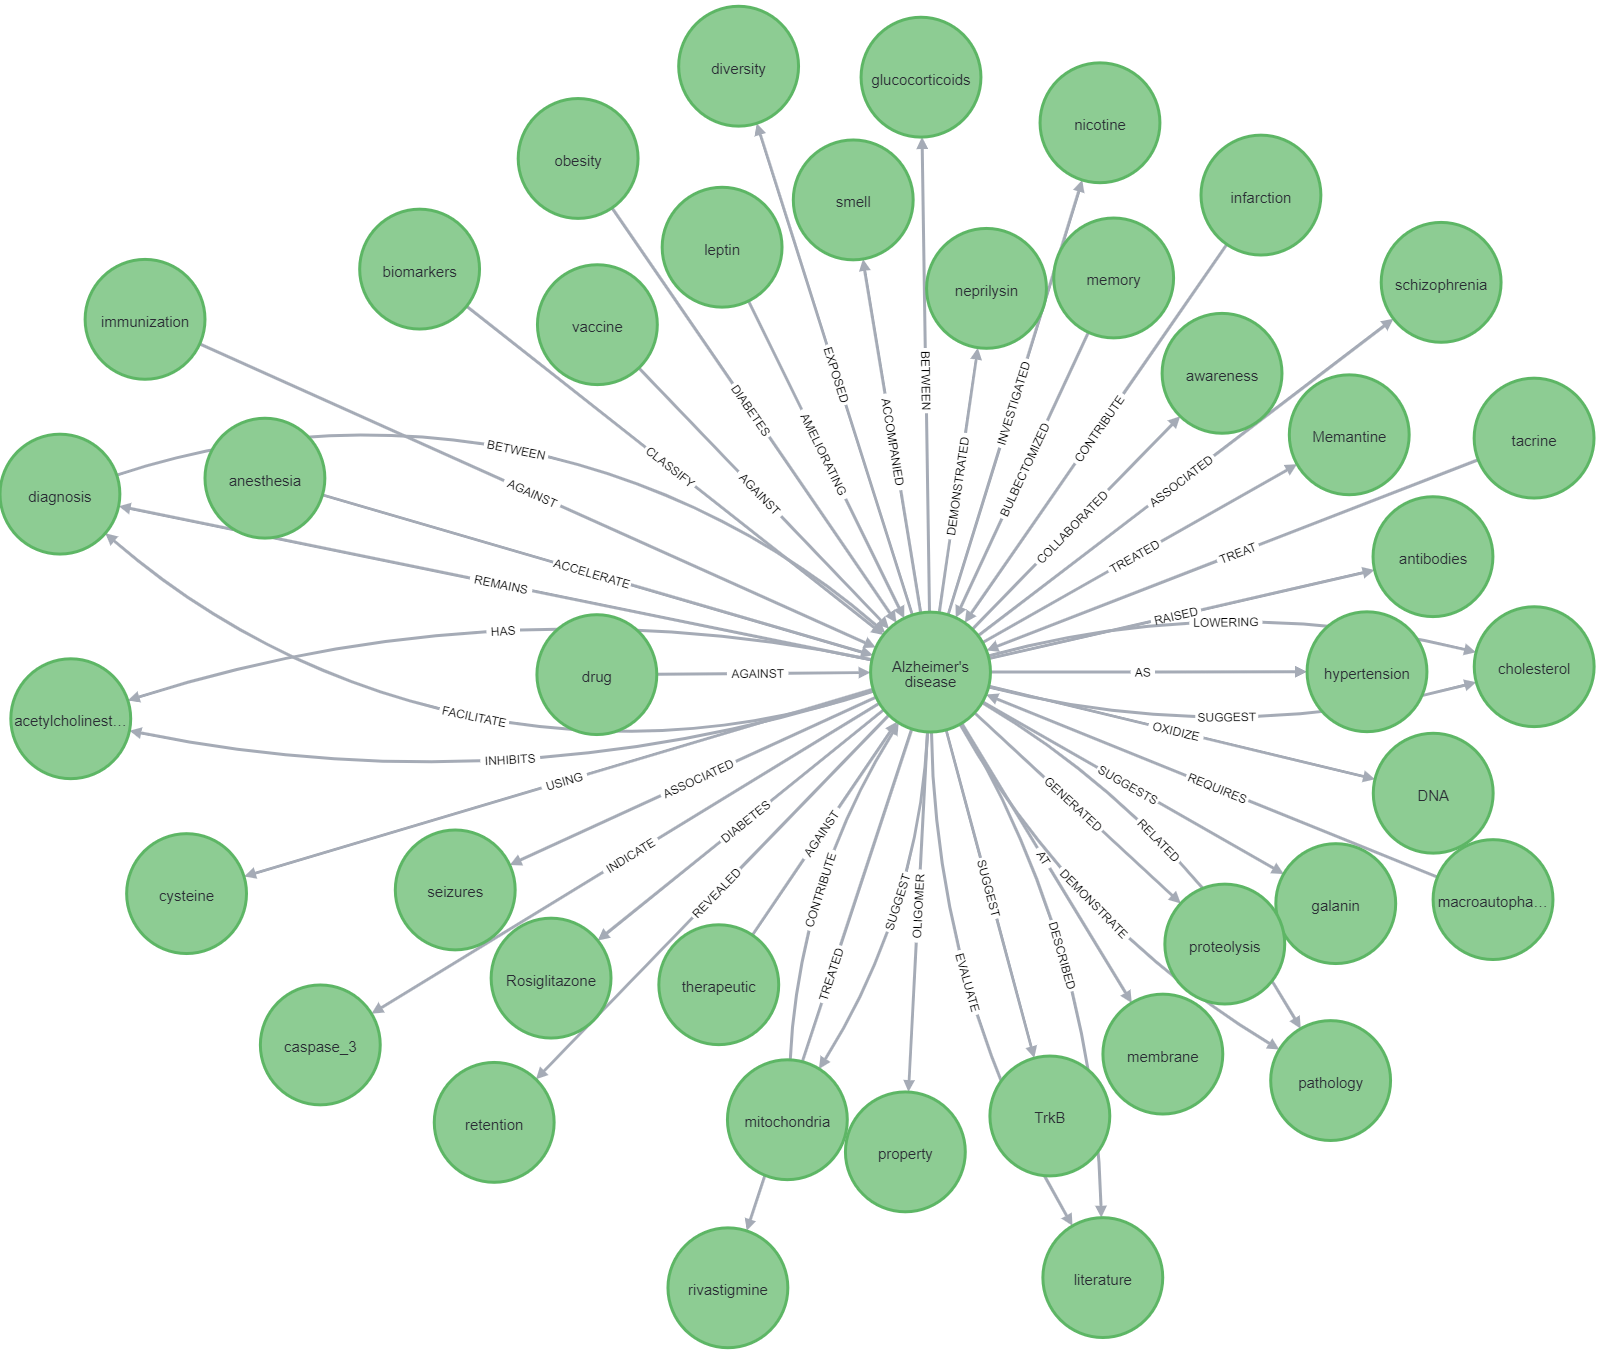 diversity
glucocorticoids
nicotine
obesity
smell
infarction
leptin
biomarkers
neprilysin
memory
schizophrenia
immunization
vaccine
awareness
Memantine
tacrine
EXPOSED
BETWEEN
INVESTIGATED
DIABETES
ACCOMPANIED
CONTRIBUTE
AMELIORATING
BETWEEN
CLASSIFY
BULBECTOMIZED
DEMONSTRATED
ASSOCIATED
anesthesia
diagnosis
AGAINST
AGAINST
COLLABORATED
TREATED
TREAT
antibodies
ACCELERATE
REMAINS
RAISED
LOWERING
HAS
drug
AGAINST
Alzheimer's
disease
AS
hypertension
cholesterol
acetylcholinest...
FACILITATE
SUGGEST
OXIDIZE
INHIBITS
USING
ASSOCIATED
SUGGESTS
REQUIRES
DNA
GENERATED
DIABETES
RELATED
AGAINST
INDICATE
AT
cysteine
seizures
REVEALED
CONTRIBUTE
SUGGEST
OLIGOMER
SUGGEST
DEMONSTRATE
galanin
macroautopha...
proteolysis
DESCRIBED
Rosiglitazone
therapeutic
TREATED
EVALUATE
caspase_3
membrane
pathology
retention
mitochondria
property
TrkB
rivastigmine
literature